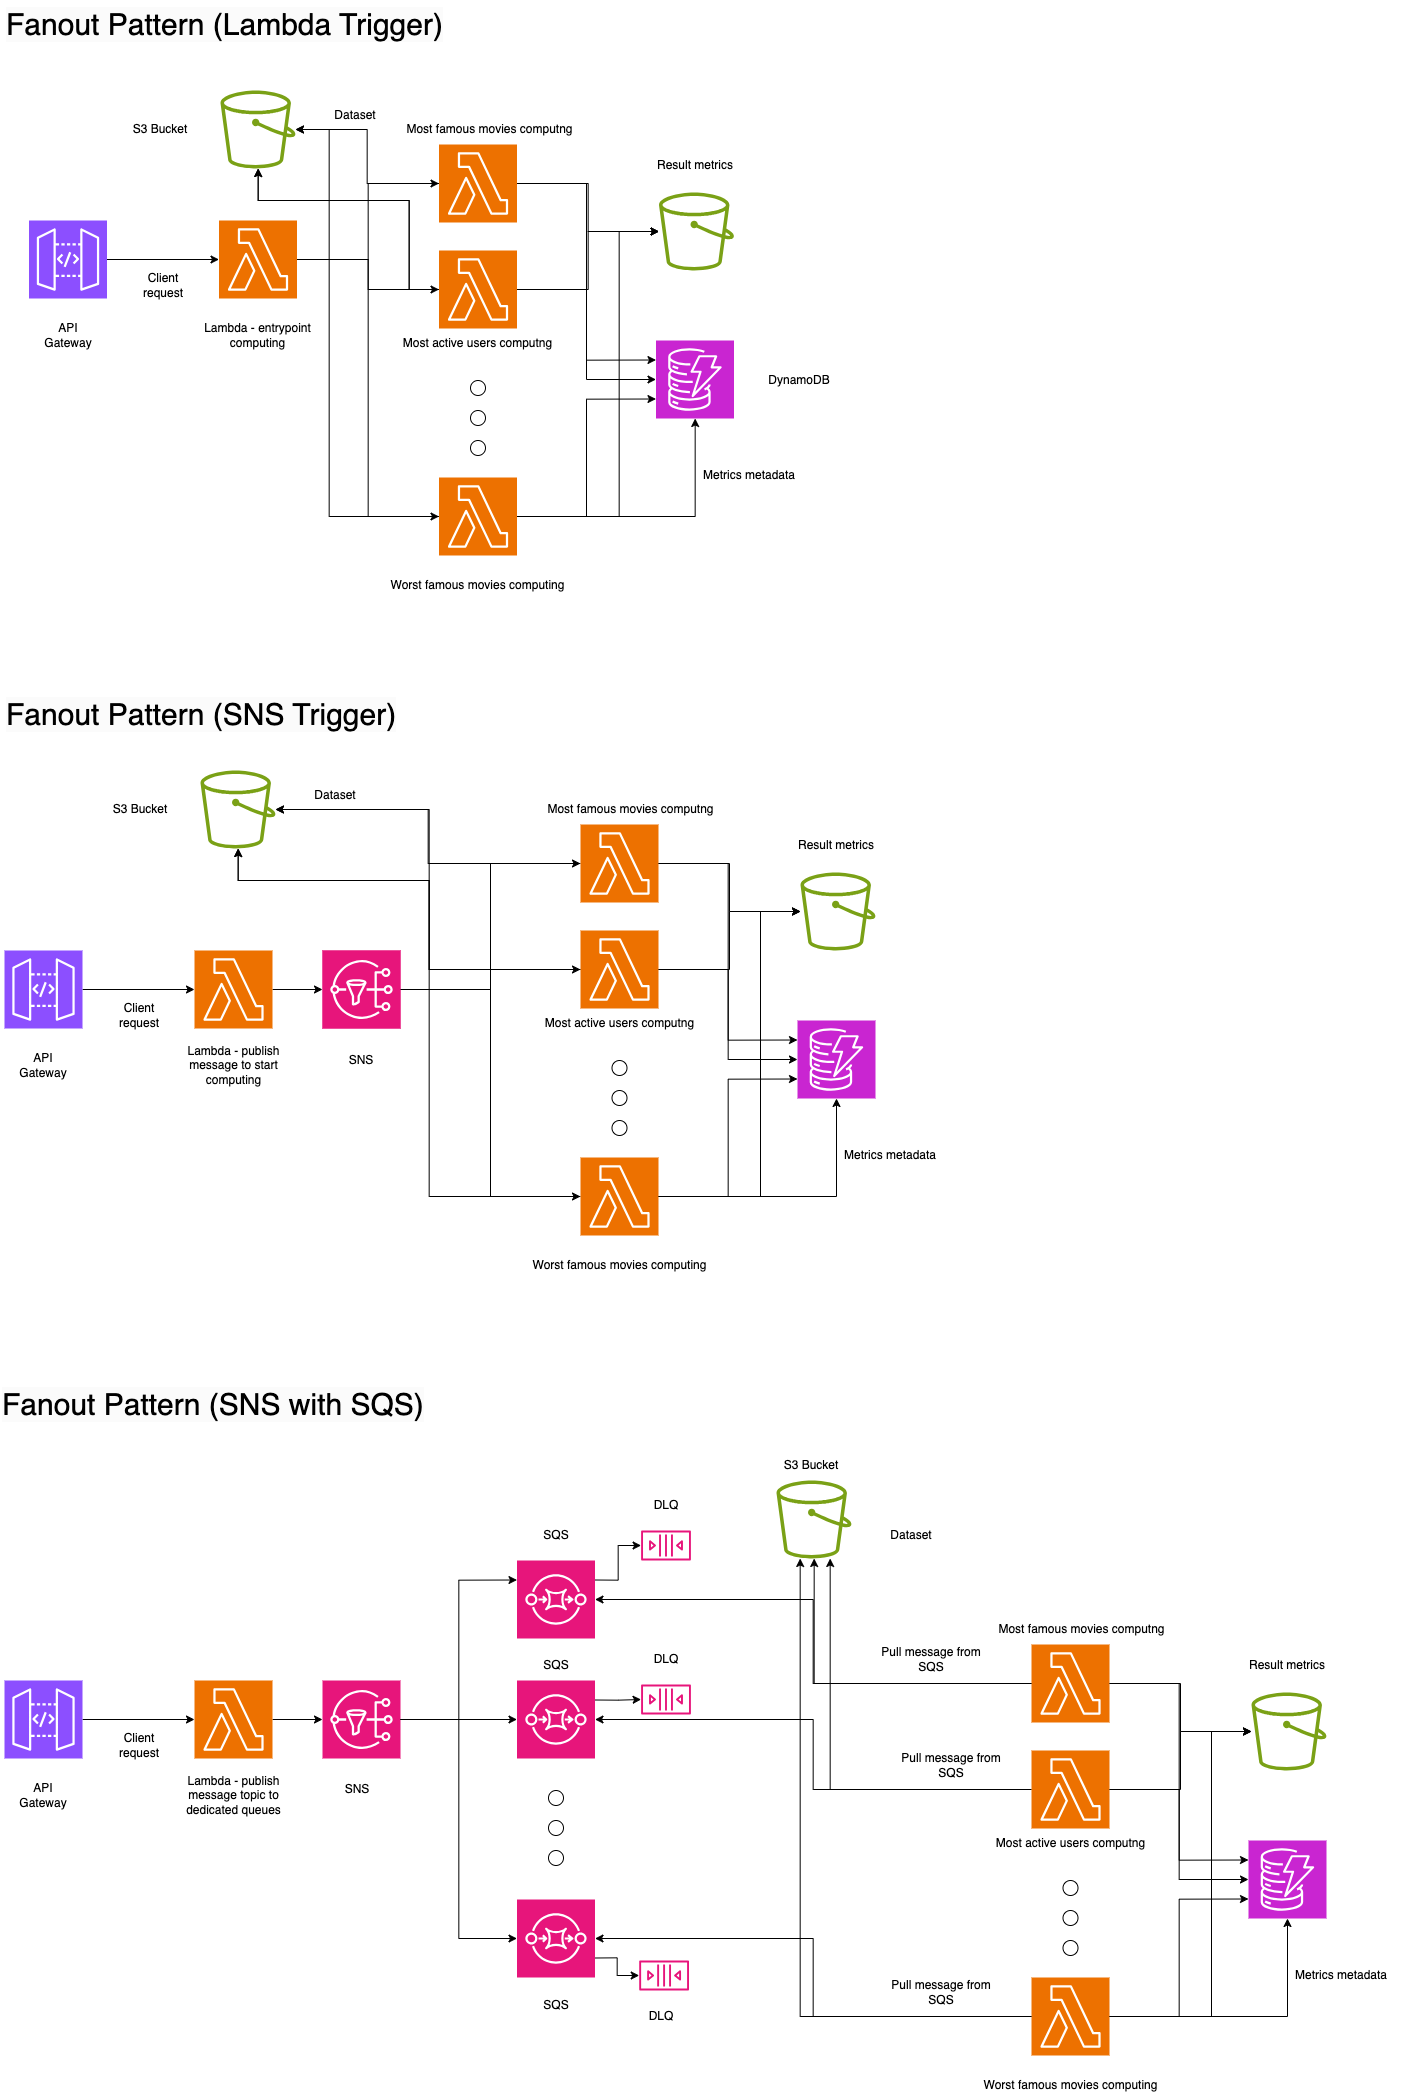 Fanout Pattern (Lambda Trigger)
Dataset
S3 Bucket
Most famous movies computng
Result metrics
Client
request
API
Gateway
Lambda - entrypoint
computing
Most active users computng
DynamoDB
Metrics metadata
Worst famous movies computing
Fanout Pattern (SNS Trigger)
Dataset
S3 Bucket
Most famous movies computng
Result metrics
Client
request
API
Gateway
Lambda - publish
message to start
computing
SNS
Most active users computng
Metrics metadata
Worst famous movies computing
Fanout Pattern (SNS with SQS)
S3 Bucket
DLQ
SQS
Dataset
Most famous movies computng
Pull message from
SQS
DLQ
SQS
Result metrics
Client
request
Pull message from
SQS
API
Gateway
Lambda - publish
message topic to
dedicated queues
SNS
Most active users computng
Metrics metadata
Pull message from
SQS
SQS
DLQ
Worst famous movies computing